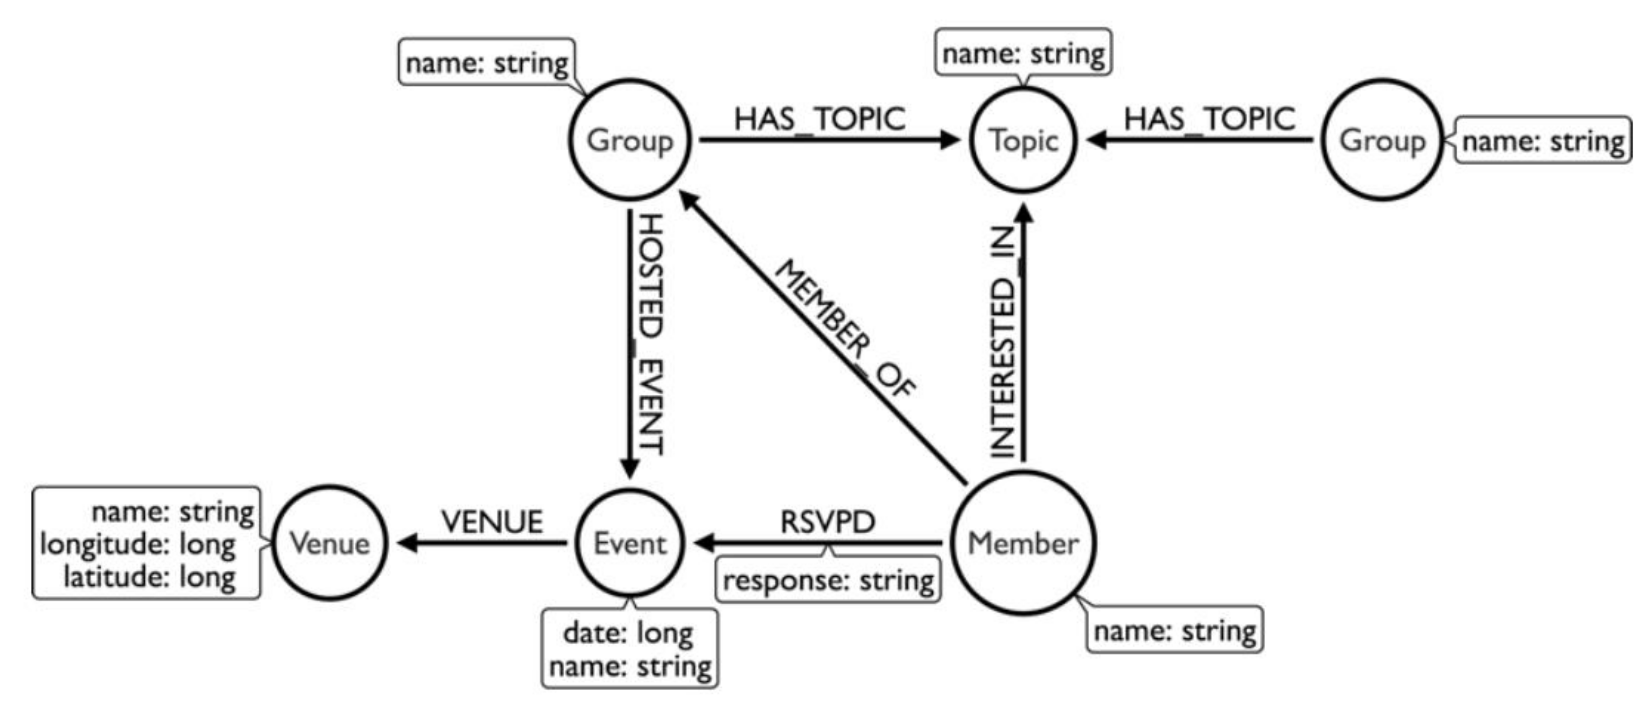 name: string
name: string
Group
HAS_TOPIC
Topic
HAS_TOPIC
Group
name: string
HOSTED_EVENT
MEMBER_OF
INTERESTED_IN
name: string
longitude: long
latitude: long
Venue
VENUE
Event
RSVPD
response: string
Member
date: long
name: string
name: string